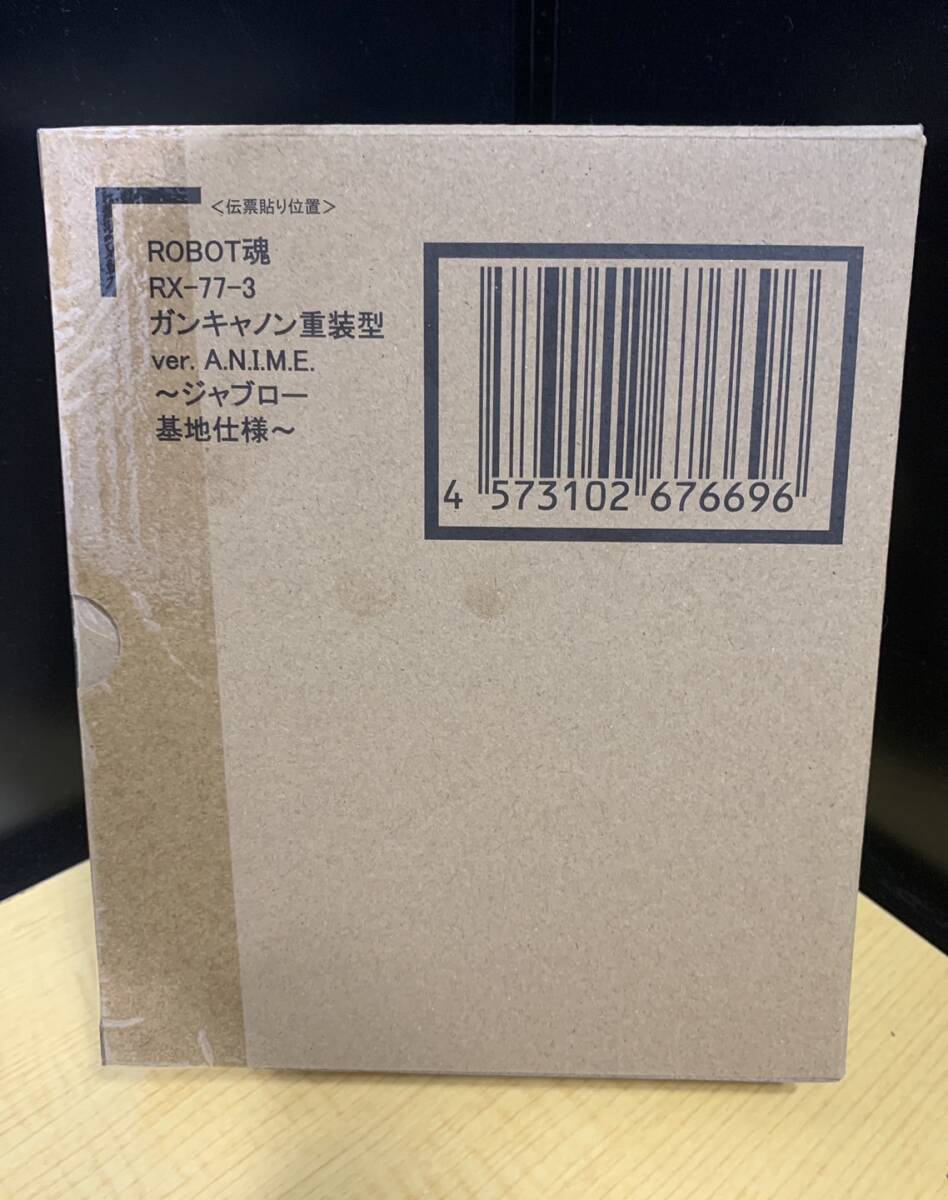 ＜伝票貼り位置＞
ROBOT魂
RX-77-3
ガンキャノン重装型
ver. A.N.I.M.E.
～ジャブロー
基地仕様～
4 573102 676696